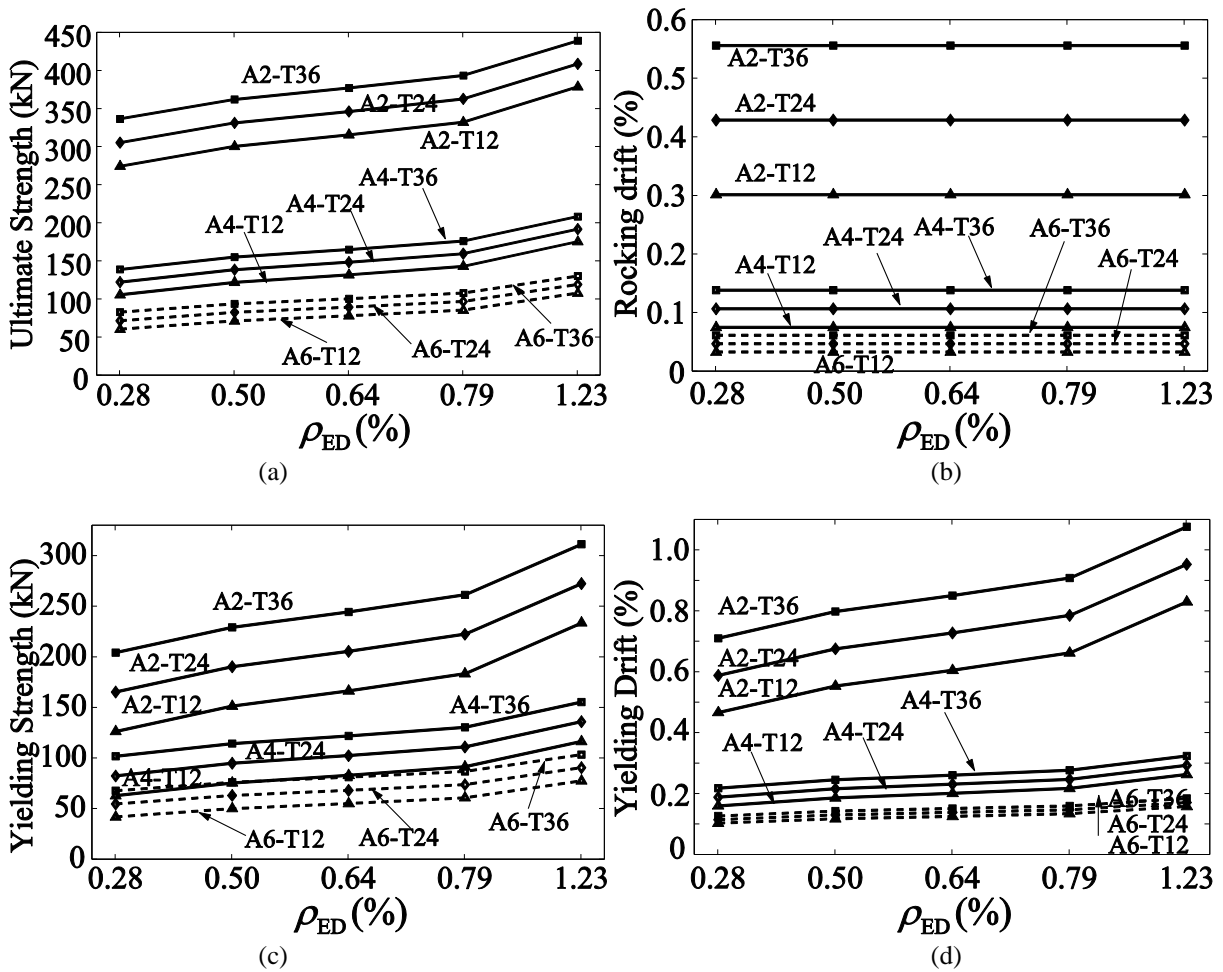 Ultimate Strength (kN)
450
400
350
300
250
200
150
100
50
0
A2-T36
A2-T24
A2-T12
A4-T36
A4-T24
A4-T12
A6-T12
A6-T24
A6-T36
0.28 0.50 0.64 0.79 1.23
ρED (%)
(a)
Rocking drift (%)
0.6
0.5
0.4
0.3
0.2
0.1
0
A2-T36
A2-T24
A2-T12
A4-T12
A4-T24
A4-T36
A6-T36
A6-T24
A6-T12
0.28 0.50 0.64 0.79 1.23
ρED (%)
(b)
Yielding Strength (kN)
300
250
200
150
100
50
0
A2-T36
A2-T24
A2-T12
A4-T36
A4-T24
A4-T12
A6-T12
A6-T24
A6-T36
0.28 0.50 0.64 0.79 1.23
ρED (%)
(c)
Yielding Drift (%)
1.0
0.8
0.6
0.4
0.2
0
A2-T36
A2-T24
A2-T12
A4-T36
A4-T24
A4-T12
A6-T36
A6-T24
A6-T12
0.28 0.50 0.64 0.79 1.23
ρED (%)
(d)